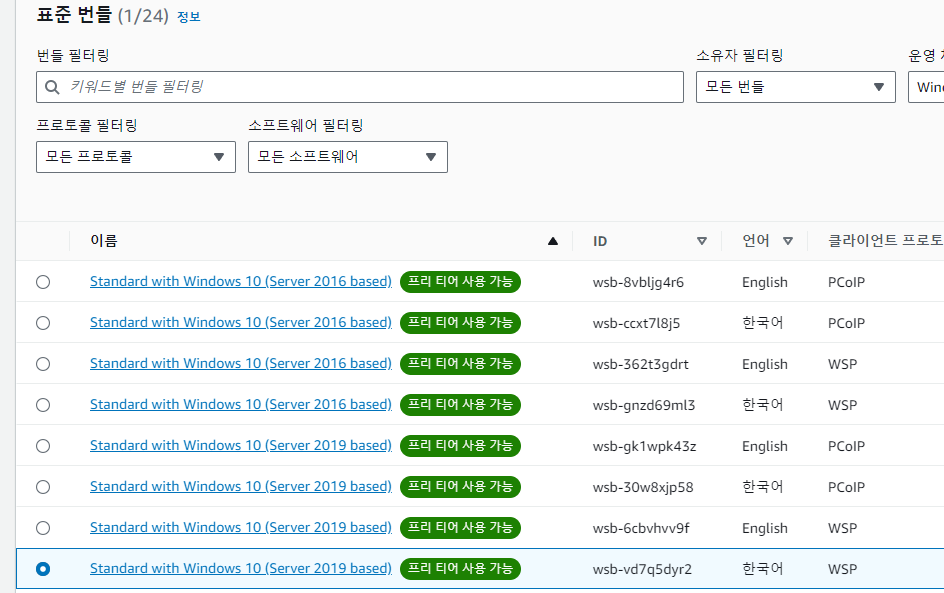 표준 번들 (1/24) 정보
번들 필터링 소유자 필터링 운영
키워드별 번들 필터링 모든 번들
프로토콜 필터링 소프트웨어 필터링
모든 프로토콜 모든 소프트웨어
이름 ID 언어 클라이언트 프로토
Standard with Windows 10 (Server 2016 based) 프리 티어 사용 가능 wsb-8vbljg4r6 English PCoIP
Standard with Windows 10 (Server 2016 based) 프리 티어 사용 가능 wsb-ccxt7l8j5 한국어 PCoIP
Standard with Windows 10 (Server 2016 based) 프리 티어 사용 가능 wsb-362t3gdrt English WSP
Standard with Windows 10 (Server 2016 based) 프리 티어 사용 가능 wsb-gnzd69ml3 한국어 WSP
Standard with Windows 10 (Server 2019 based) 프리 티어 사용 가능 wsb-gk1wpk43z English PCoIP
Standard with Windows 10 (Server 2019 based) 프리 티어 사용 가능 wsb-30w8xjp58 한국어 PCoIP
Standard with Windows 10 (Server 2019 based) 프리 티어 사용 가능 wsb-6cbvhvv9f English WSP
Standard with Windows 10 (Server 2019 based) 프리 티어 사용 가능 wsb-vd7q5dyr2 한국어 WSP